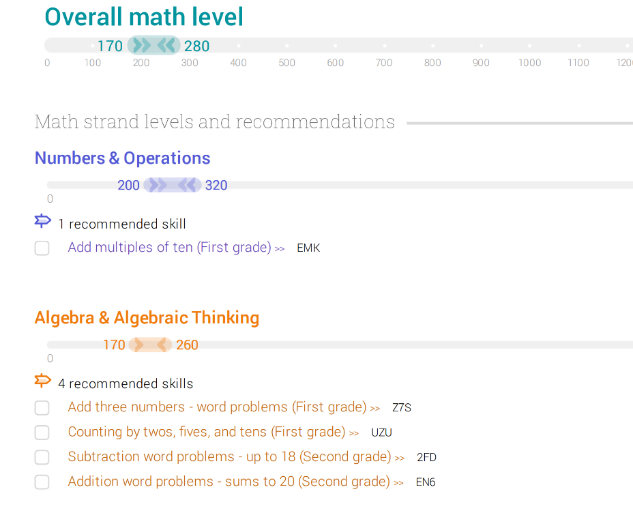 Overall math level
170 280
0 100 200 300 400 500 600 700 800 900 1000 1100
Math strand levels and recommendations
Numbers & Operations
200 320
0
1 recommended skill
Add multiples of ten (First grade) >> EMK
Algebra & Algebraic Thinking
170 260
0
4 recommended skills
Add three numbers - word problems (First grade) >> Z7S
Counting by twos, fives, and tens (First grade) >> UZU
Subtraction word problems - up to 18 (Second grade) >> 2FD
Addition word problems - sums to 20 (Second grade) >> EN6